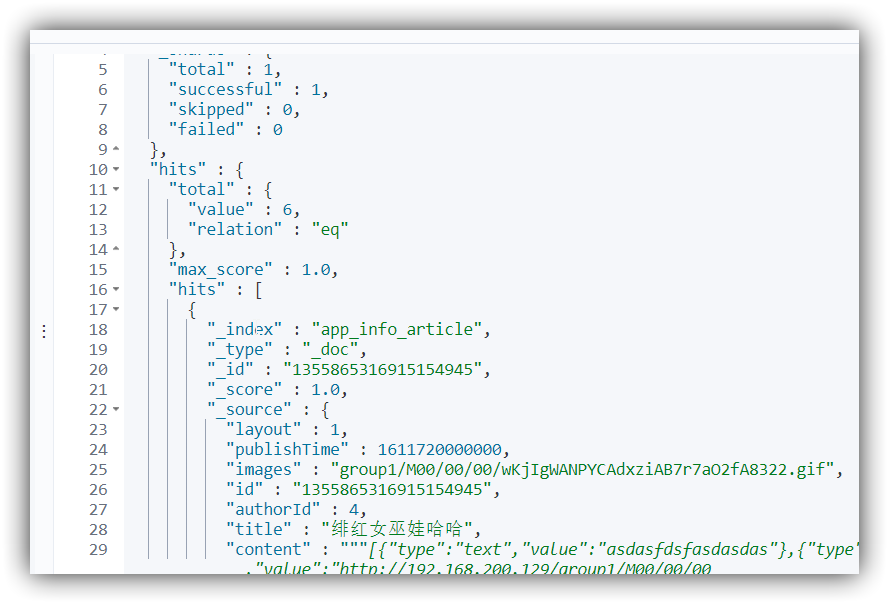 5 "total" : 1,
6 "successful" : 1,
7 "skipped" : 0,
8 "failed" : 0
9 },
10 "hits" : {
11 "total" : {
12 "value" : 6,
13 "relation" : "eq"
14 },
15 "max_score" : 1.0,
16 "hits" : [
17 {
18 "_index" : "app_info_article",
19 "_type" : "_doc",
20 "_id" : "1355865316915154945",
21 "_score" : 1.0,
22 "_source" : {
23 "layout" : 1,
24 "publishTime" : 1611720000000,
25 "images" : "group1/M00/00/00/wKjIgWANPYCAdxziAB7r7aO2fA8322.gif",
26 "id" : "1355865316915154945",
27 "authorId" : 4,
28 "title" : "绯红女巫娃哈哈",
29 "content" : """[{"type":"text","value":"asdasfdsfasdasdas"},{"type"
,"value":"http://192.168.200.129/group1/M00/00/00